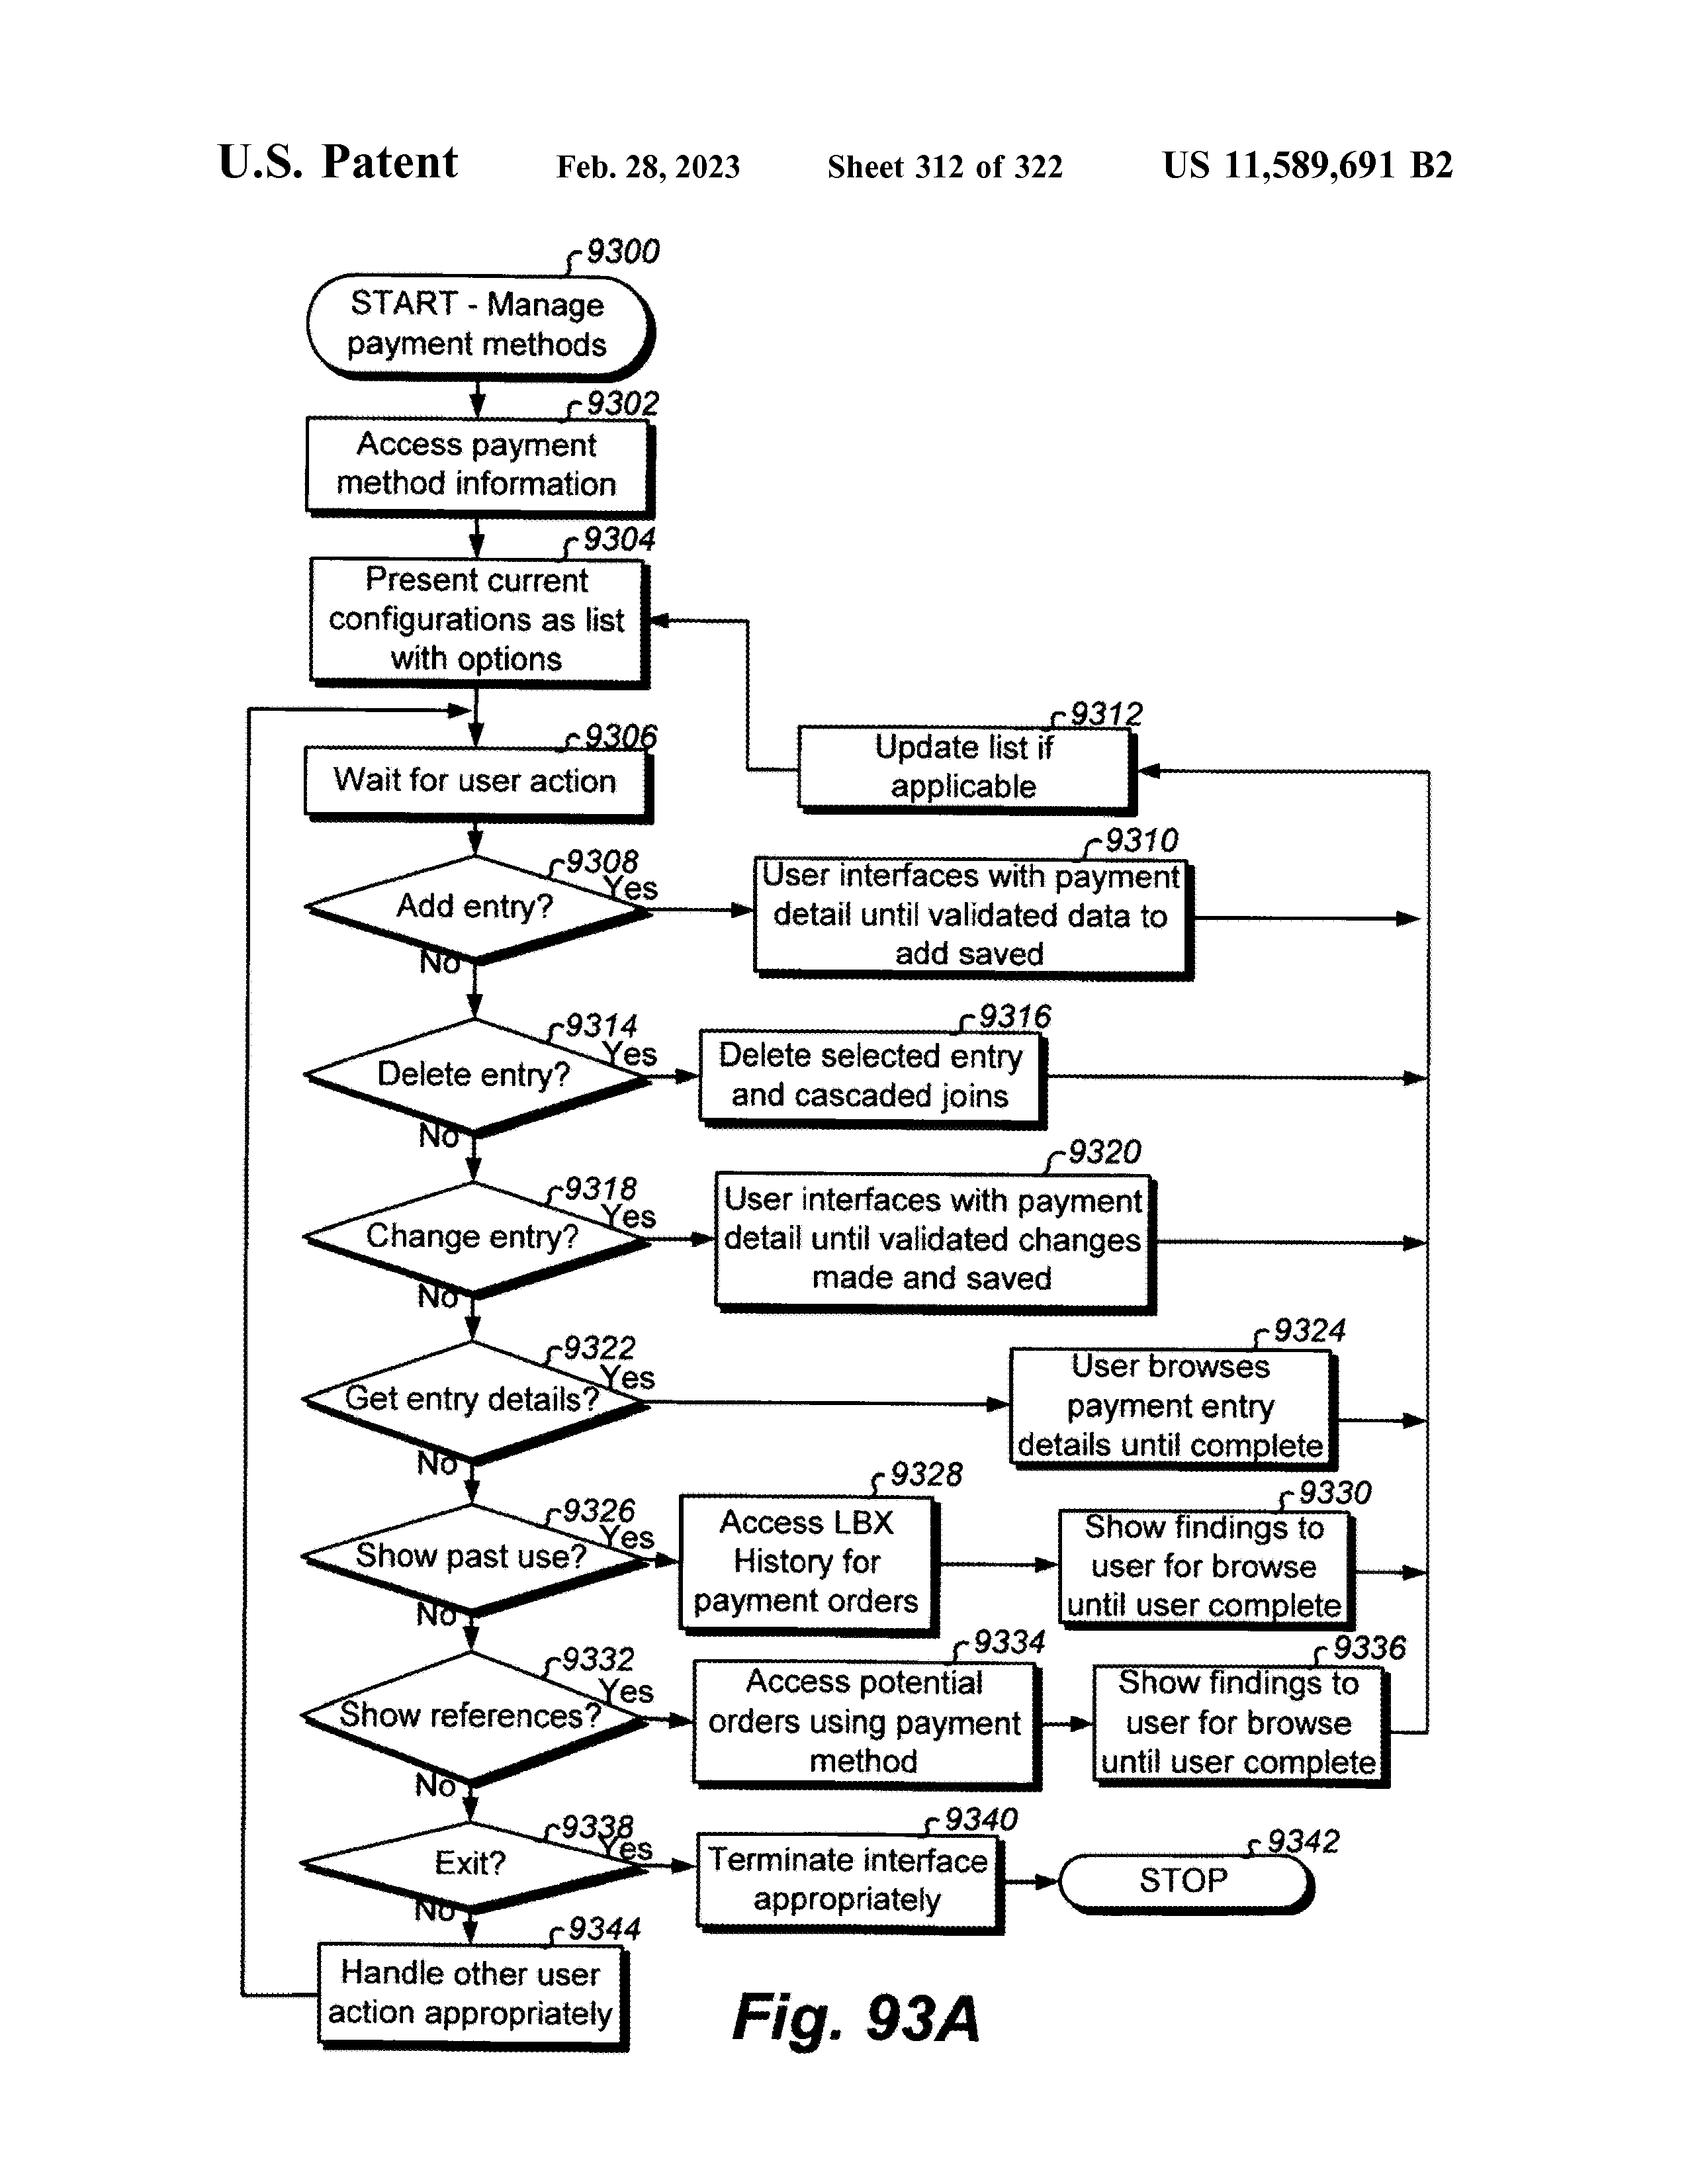 U.S. Patent Feb. 28, 2023 Sheet 312 of 322 US 11,589,691 B2
9300
START - Manage
payment methods
9302
Access payment
method information
9304
Present current
configurations as list
with options
9306
Wait for user action
9312
Update list if
applicable
9308
Add entry?
Yes
No
9310
User interfaces with payment
detail until validated data to
add saved
9314
Delete entry?
Yes
No
9316
Delete selected entry
and cascaded joins
9318
Change entry?
Yes
No
9320
User interfaces with payment
detail until validated changes
made and saved
9322
Get entry details?
Yes
No
9324
User browses
payment entry
details until complete
9326
Show past use?
Yes
No
9328
Access LBX
History for
payment orders
9330
Show findings to
user for browse
until user complete
9332
Show references?
Yes
No
9334
Access potential
orders using payment
method
9336
Show findings to
user for browse
until user complete
9338
Exit?
Yes
No
9340
Terminate interface
appropriately
9342
STOP
9344
Handle other user
action appropriately
Fig. 93A